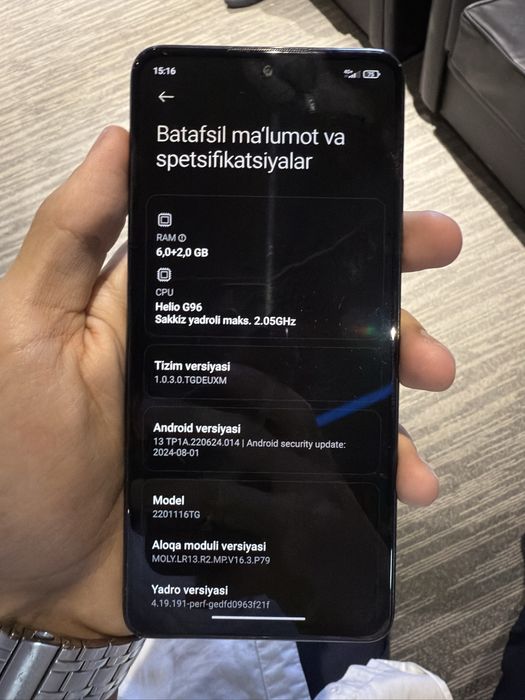 15:16
4G+
75
Batafsil ma‘lumot va
spetsifikatsiyalar
RAM
6,0+2,0 GB
CPU
Helio G96
Sakkiz yadroli maks. 2.05GHz
Tizim versiyasi
1.0.3.0.TGDEUXM
Android versiyasi
13 TP1A.220624.014 | Android security update:
2024-08-01
Model
2201116TG
Aloqa moduli versiyasi
MOLY.LR13.R2.MP.V16.3.P79
Yadro versiyasi
4.19.191-perf-gedfd0963f21f